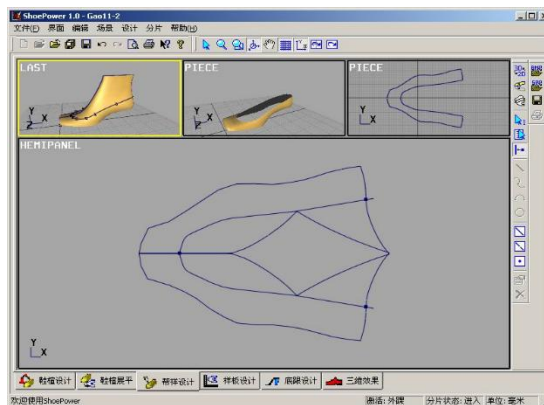 ShoePower 1.0 - Gao11-2
文件(F) 界面 编辑 场景 设计 分片 帮助(H)
LAST
PIECE
PIECE
Y
X
Z
Y
X
Z
Y
X
HEMIPANEL
Y
X
鞋楦设计
鞋楦展平
帮样设计
样板设计
底跟设计
三维效果
欢迎使用ShoePower
激活: 外踝
分片状态: 进入
单位: 毫米